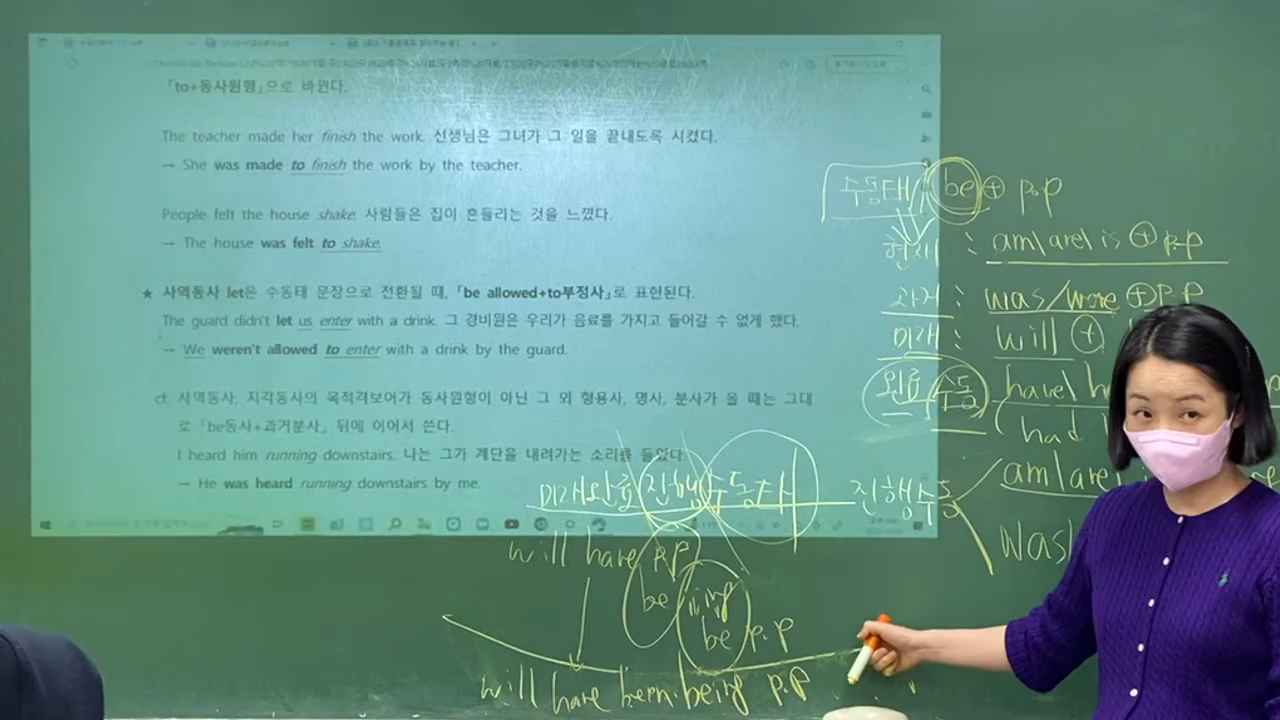 「to+동사원형」으로 바뀐다.
The teacher made her finish the work. 선생님은 그녀가 그 일을 끝내도록 시켰다.
→ She was made to finish the work by the teacher.
People felt the house shake. 사람들은 집이 흔들리는 것을 느꼈다.
→ The house was felt to shake.
★ 사역동사 let은 수동태 문장으로 전환될 때, 「be allowed+to부정사」로 표현된다.
The guard didn't let us enter with a drink. 그 경비원은 우리가 음료를 가지고 들어갈 수 없게 했다.
→ We weren't allowed to enter with a drink by the guard.
cf. 사역동사, 지각동사의 목적격보어가 동사원형이 아닌 그 외 형용사, 명사, 분사가 올 때는 그대
로 「be동사+과거분사」 뒤에 이어서 쓴다.
I heard him running downstairs. 나는 그가 계단을 내려가는 소리를 들었다.
→ He was heard running downstairs by me.
수동태 be + p.p
현재 : am/are/is + p.p
과거 : was/were + p.p
미래 : will +
완료수동 have/
had
진행수동 am/are
was
미래완료 진행 수동태
will have p.p
be ing
be p.p
will have been being p.p